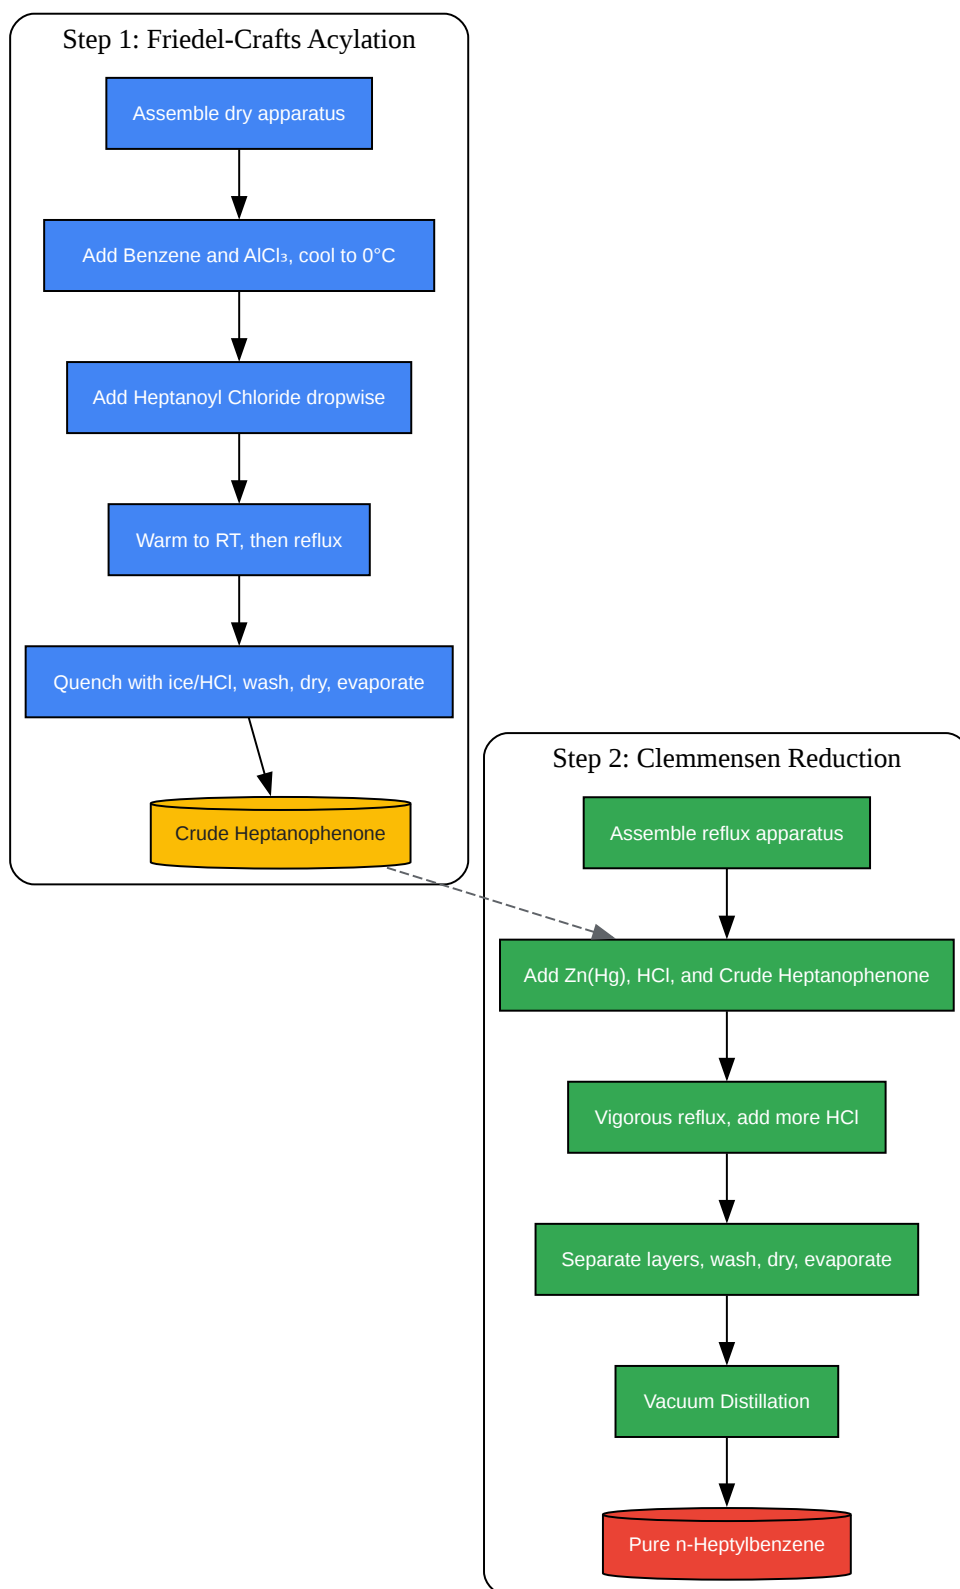 Step 1: Friedel-Crafts Acylation
Assemble dry apparatus
Add Benzene and AlCl₃, cool to 0°C
Add Heptanoyl Chloride dropwise
Warm to RT, then reflux
Quench with ice/HCl, wash, dry, evaporate
Crude Heptanophenone
Step 2: Clemmensen Reduction
Assemble reflux apparatus
Add Zn(Hg), HCl, and Crude Heptanophenone
Vigorous reflux, add more HCl
Separate layers, wash, dry, evaporate
Vacuum Distillation
Pure n-Heptylbenzene